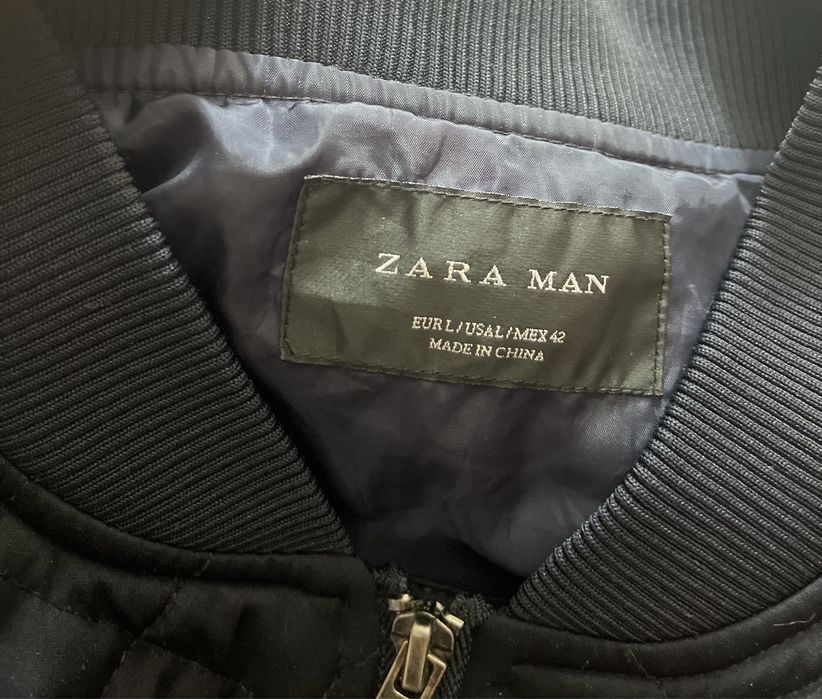 ZARA MAN
EUR L / USA L / MEX 42
MADE IN CHINA